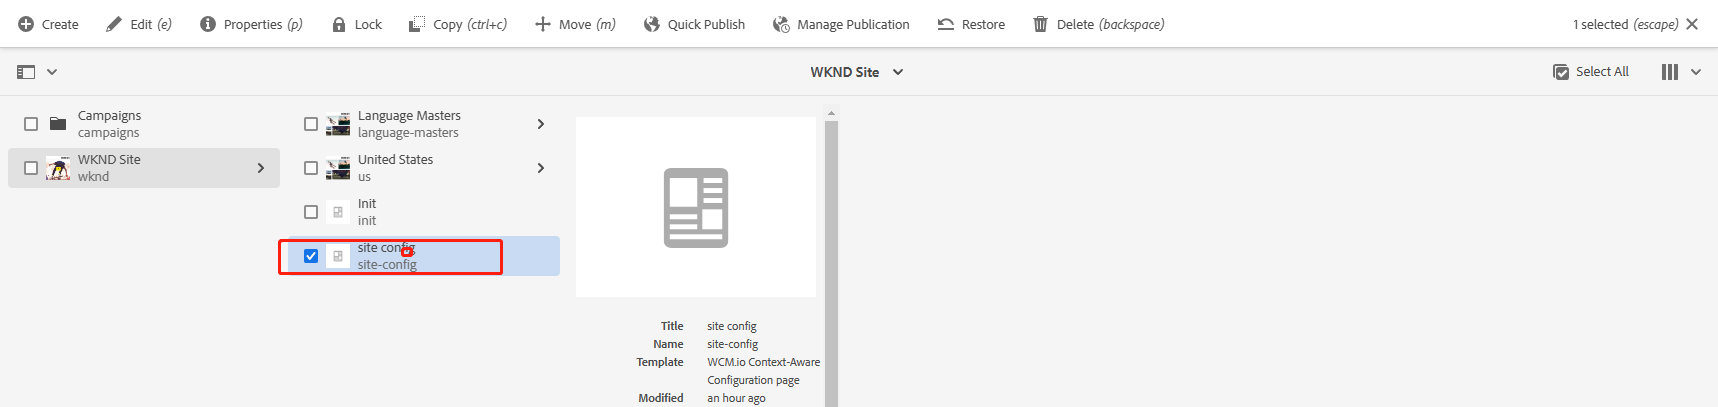 Create Edit (e) Properties (p) Lock Copy (ctrl+c) Move (m) Quick Publish Manage Publication Restore Delete (backspace) 1 selected (escape)
WKND Site Select All
Campaigns
campaigns
WKND Site
wknd
Language Masters
language-masters
United States
us
Init
init
site config
site-config
Title site config
Name site-config
Template WCM.io Context-Aware
Configuration page
Modified an hour ago